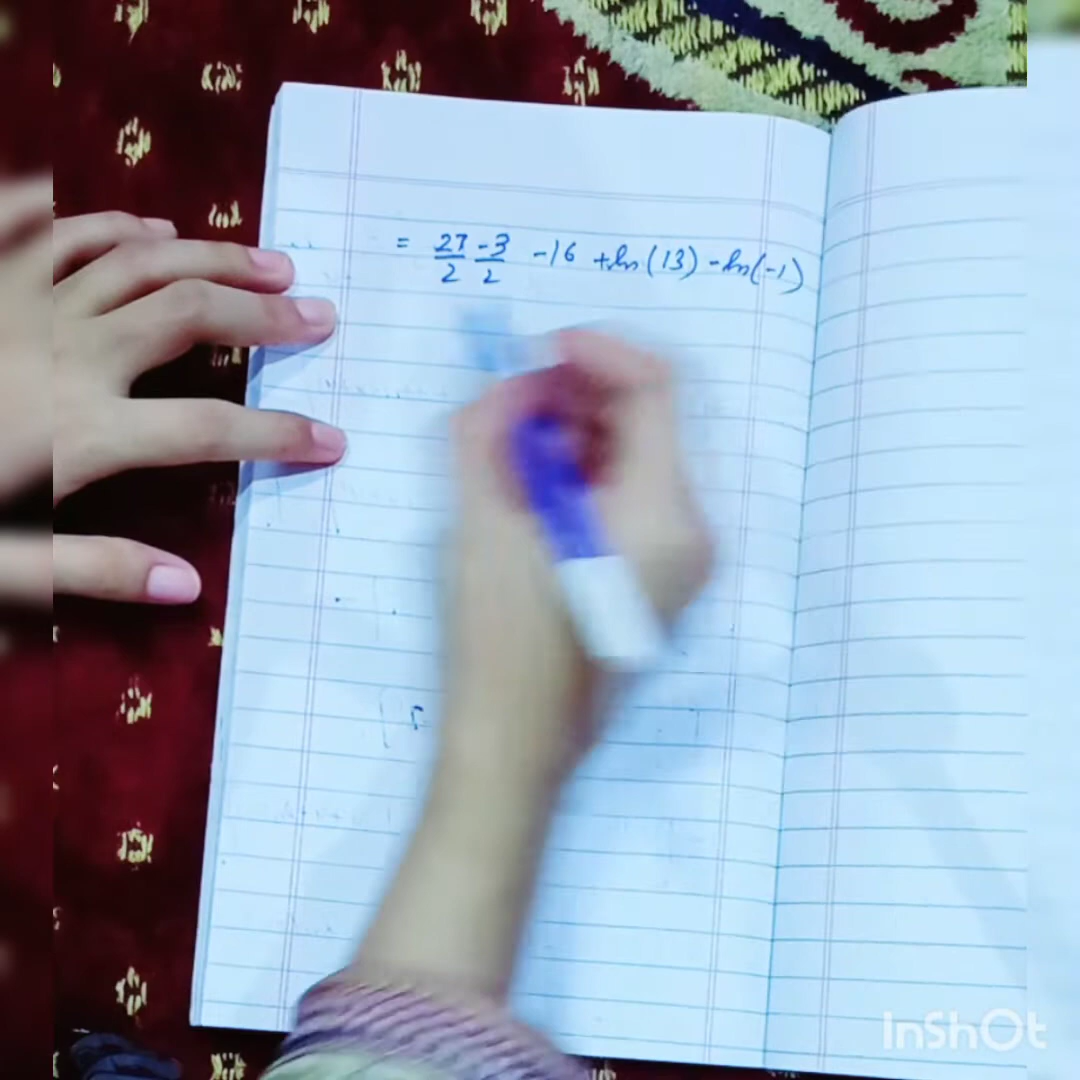 = 27/2 -3/2 -16 +ln(13) -ln(-1)
InShOt